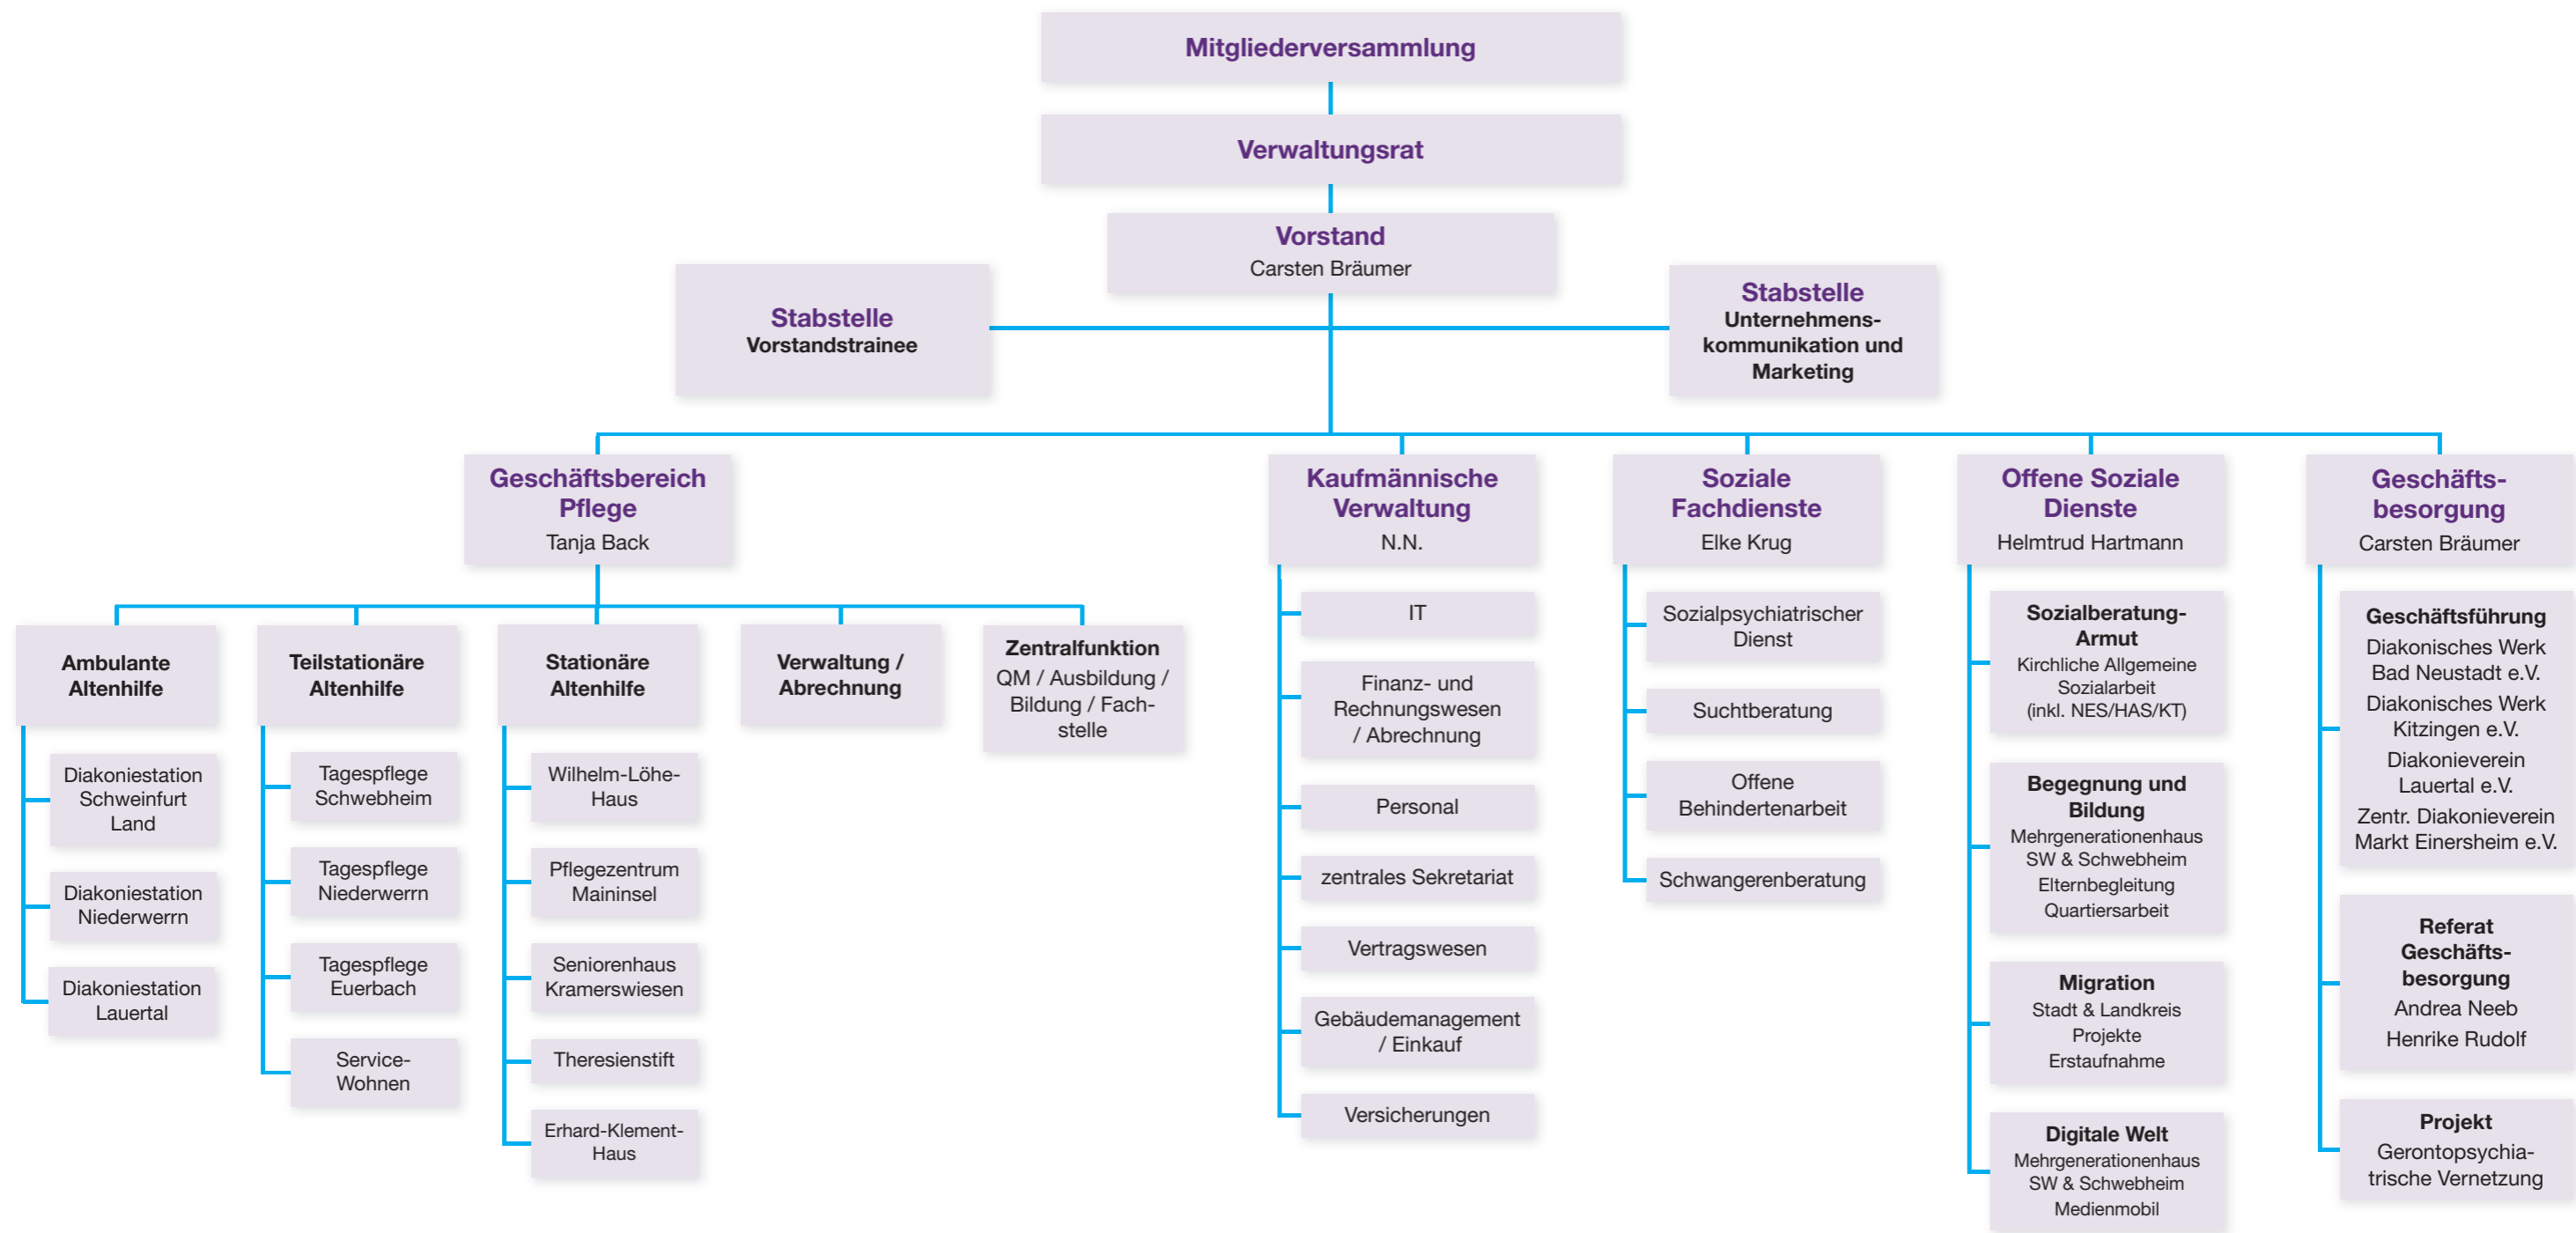 Mitgliederversammlung
Verwaltungsrat
Vorstand
Carsten Bräumer
Stabstelle
Vorstandstrainee
Stabstelle
Unternehmens-
kommunikation und
Marketing
Geschäftsbereich
Pflege
Tanja Back
Ambulante
Altenhilfe
Diakoniestation
Schweinfurt
Land
Diakoniestation
Niederwerrn
Diakoniestation
Lauertal
Teilstationäre
Altenhilfe
Tagespflege
Schwebheim
Tagespflege
Niederwerrn
Tagespflege
Euerbach
Service-
Wohnen
Stationäre
Altenhilfe
Wilhelm-Löhe-
Haus
Pflegezentrum
Maininsel
Seniorenhaus
Kramerswiesen
Theresienstift
Erhard-Klement-
Haus
Verwaltung /
Abrechnung
Zentralfunktion
QM / Ausbildung /
Bildung / Fach-
stelle
Kaufmännische
Verwaltung
N.N.
IT
Finanz- und
Rechnungswesen
/ Abrechnung
Personal
zentrales Sekretariat
Vertragswesen
Gebäudemanagement
/ Einkauf
Versicherungen
Soziale
Fachdienste
Elke Krug
Sozialpsychiatrischer
Dienst
Suchtberatung
Offene
Behindertenarbeit
Schwangerenberatung
Offene Soziale
Dienste
Helmtrud Hartmann
Sozialberatung-
Armut
Kirchliche Allgemeine
Sozialarbeit
(inkl. NES/HAS/KT)
Begegnung und
Bildung
Mehrgenerationenhaus
SW & Schwebheim
Elternbegleitung
Quartiersarbeit
Migration
Stadt & Landkreis
Projekte
Erstaufnahme
Digitale Welt
Mehrgenerationenhaus
SW & Schwebheim
Medienmobil
Geschäfts-
besorgung
Carsten Bräumer
Geschäftsführung
Diakonisches Werk
Bad Neustadt e.V.
Diakonisches Werk
Kitzingen e.V.
Diakonieverein
Lauertal e.V.
Zentr. Diakonieverein
Markt Einersheim e.V.
Referat
Geschäfts-
besorgung
Andrea Neeb
Henrike Rudolf
Projekt
Gerontopsychia-
trische Vernetzung